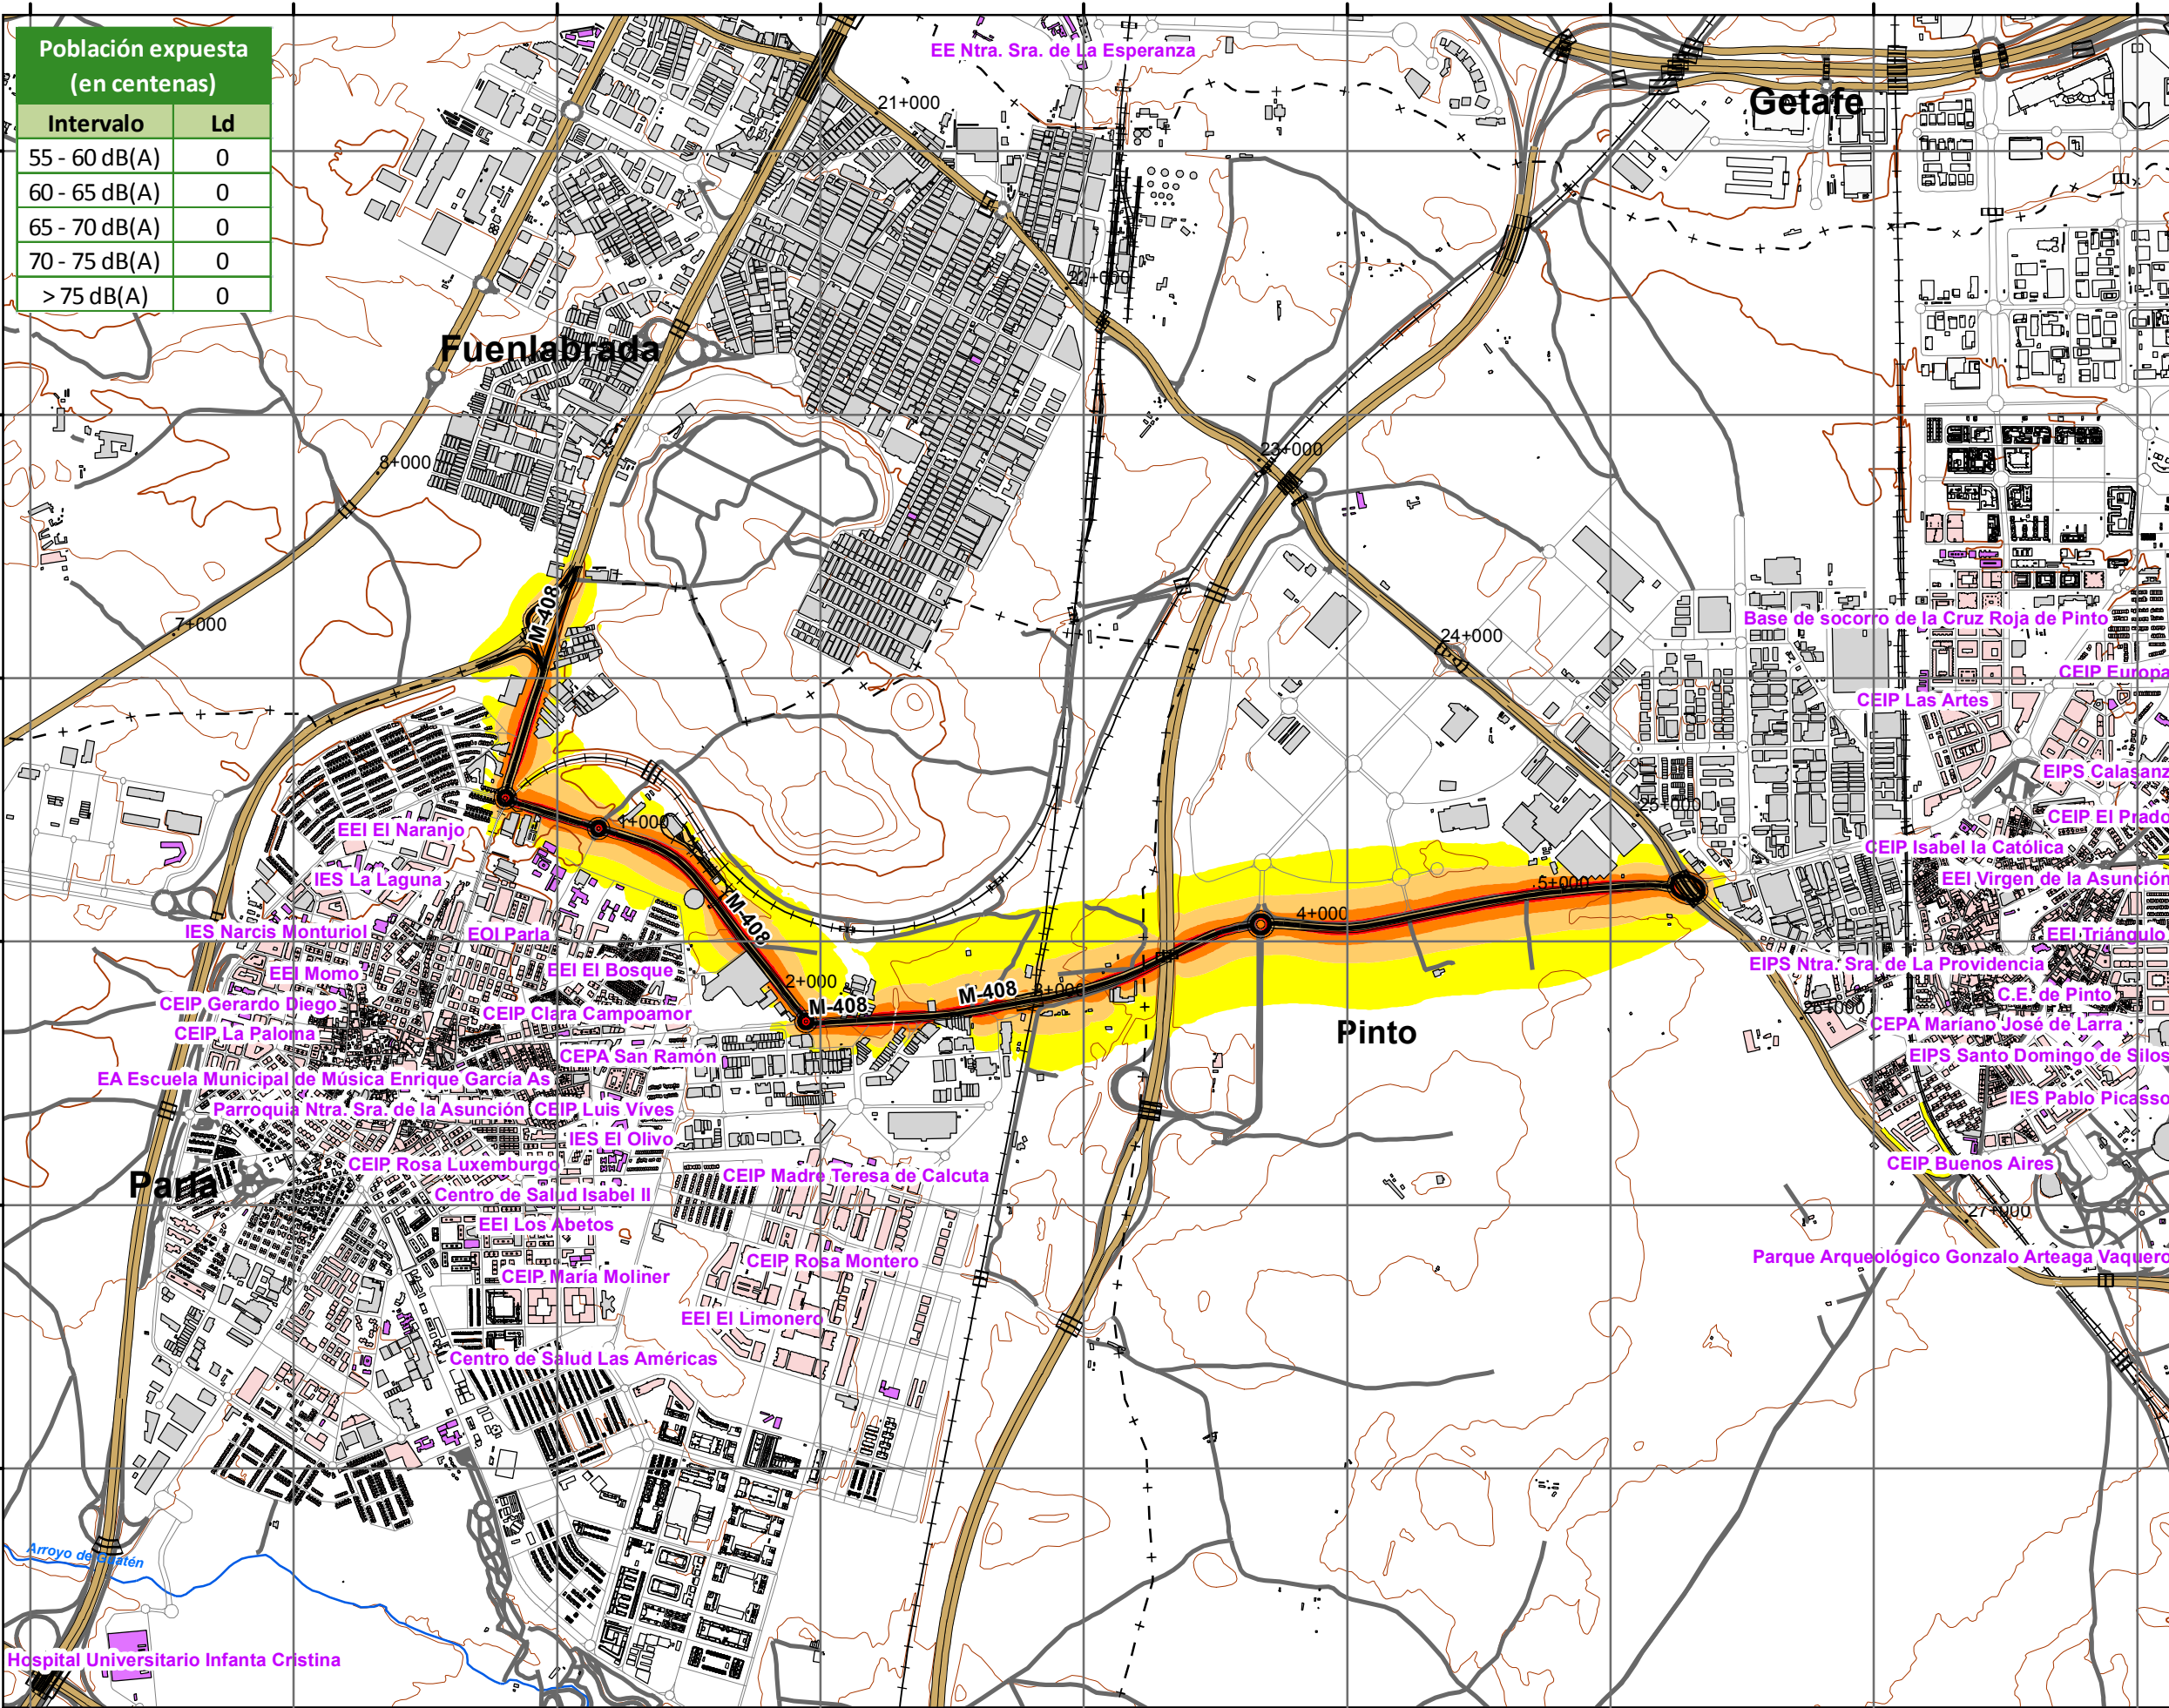 Población expuesta
(en centenas)
Intervalo Ld
55 - 60 dB(A) 0
60 - 65 dB(A) 0
65 - 70 dB(A) 0
70 - 75 dB(A) 0
> 75 dB(A) 0
EE Ntra. Sra. de La Esperanza
21+000
Getafe
22+000
Fuenlabrada
23+000
8+000
M-408
7+000
24+000
Base de socorro de la Cruz Roja de Pinto
CEIP Europa
CEIP Las Artes
EIPS Calasanz
25+000
CEIP El Prado
1+000
EEI El Naranjo
CEIP Isabel la Católica
IES La Laguna
5+000
EEI Virgen de la Asunción
M-408
4+000
IES Narcis Monturiol
EOI Parla
EEI Triángulo
EIPS Ntra. Sra. de La Providencia
EEI Momo
EEI El Bosque
2+000
3+000
M-408
C.E. de Pinto
CEIP Gerardo Diego
CEIP Clara Campoamor
M-408
26+000
CEPA Mariano José de Larra
CEIP La Paloma
Pinto
CEPA San Ramón
EIPS Santo Domingo de Silos
EA Escuela Municipal de Música Enrique García As
IES Pablo Picasso
Parroquia Ntra. Sra. de la Asunción
CEIP Luis Víves
IES El Olivo
CEIP Rosa Luxemburgo
CEIP Buenos Aires
CEIP Madre Teresa de Calcuta
Parla
Centro de Salud Isabel II
27+000
EEI Los Abetos
Parque Arqueológico Gonzalo Arteaga Vaquero
CEIP Rosa Montero
CEIP María Moliner
EEI El Limonero
Centro de Salud Las Américas
Arroyo de Guatén
Hospital Universitario Infanta Cristina